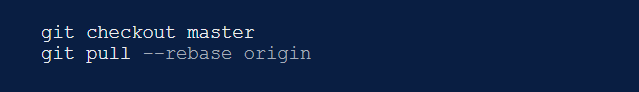 git checkout master
git pull --rebase origin